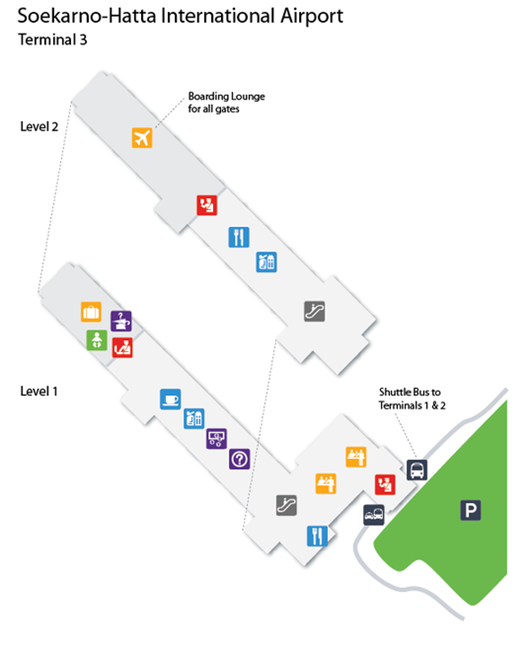 Soekarno-Hatta International Airport
Terminal 3
Boarding Lounge
for all gates
Level 2
Level 1
Shuttle Bus to
Terminals 1 & 2
?
?
P